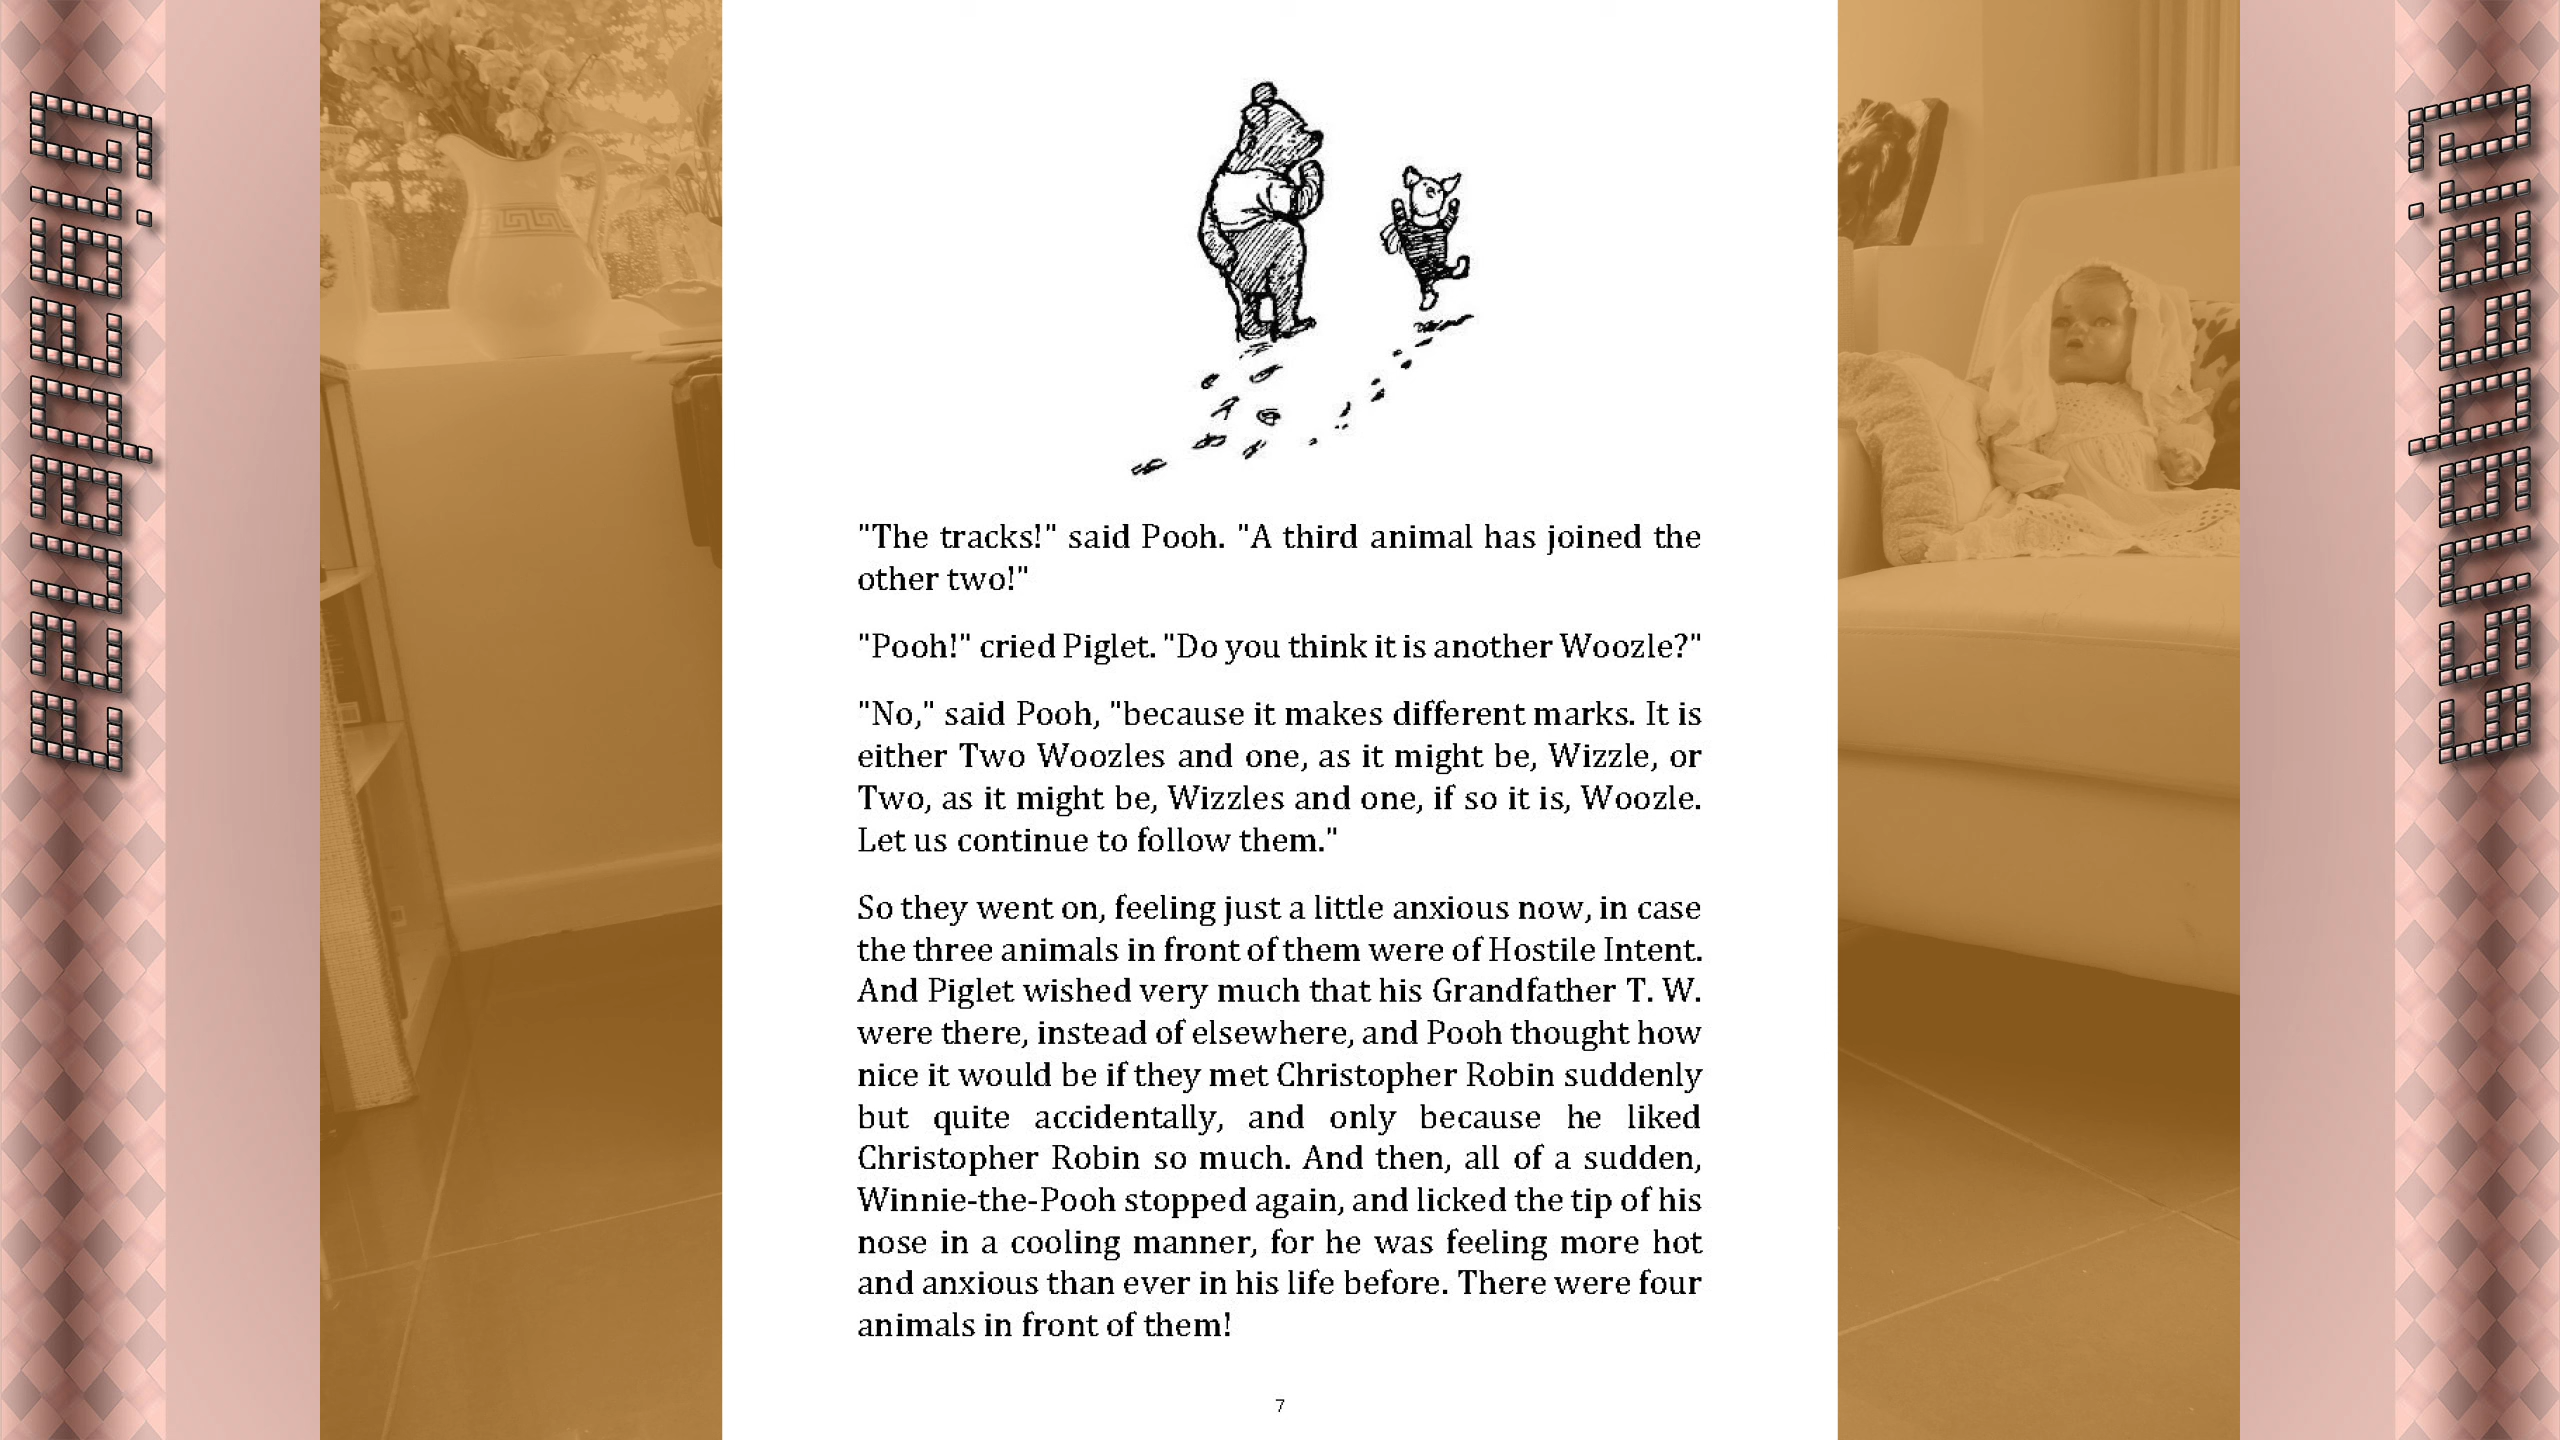 "The tracks!" said Pooh. "A third animal has joined the
other two!"
"Pooh!" cried Piglet. "Do you think it is another Woozle?"
"No," said Pooh, "because it makes different marks. It is
either Two Woozles and one, as it might be, Wizzle, or
Two, as it might be, Wizzles and one, if so it is, Woozle.
Let us continue to follow them."
So they went on, feeling just a little anxious now, in case
the three animals in front of them were of Hostile Intent.
And Piglet wished very much that his Grandfather T. W.
were there, instead of elsewhere, and Pooh thought how
nice it would be if they met Christopher Robin suddenly
but quite accidentally, and only because he liked
Christopher Robin so much. And then, all of a sudden,
Winnie-the-Pooh stopped again, and licked the tip of his
nose in a cooling manner, for he was feeling more hot
and anxious than ever in his life before. There were four
animals in front of them!
7